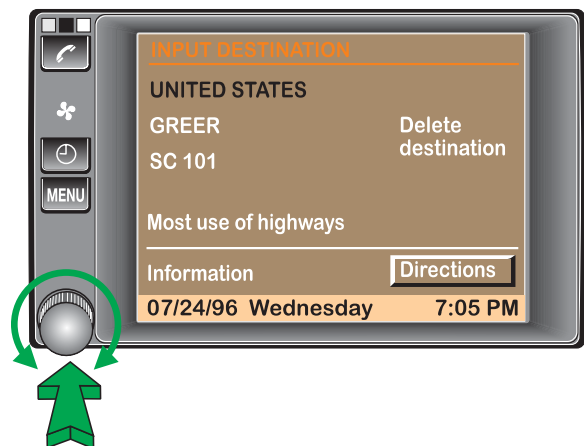 INPUT DESTINATION
UNITED STATES
GREER
Delete
destination
SC 101
MENU
Most use of highways
Information
Directions
07/24/96 Wednesday 7:05 PM